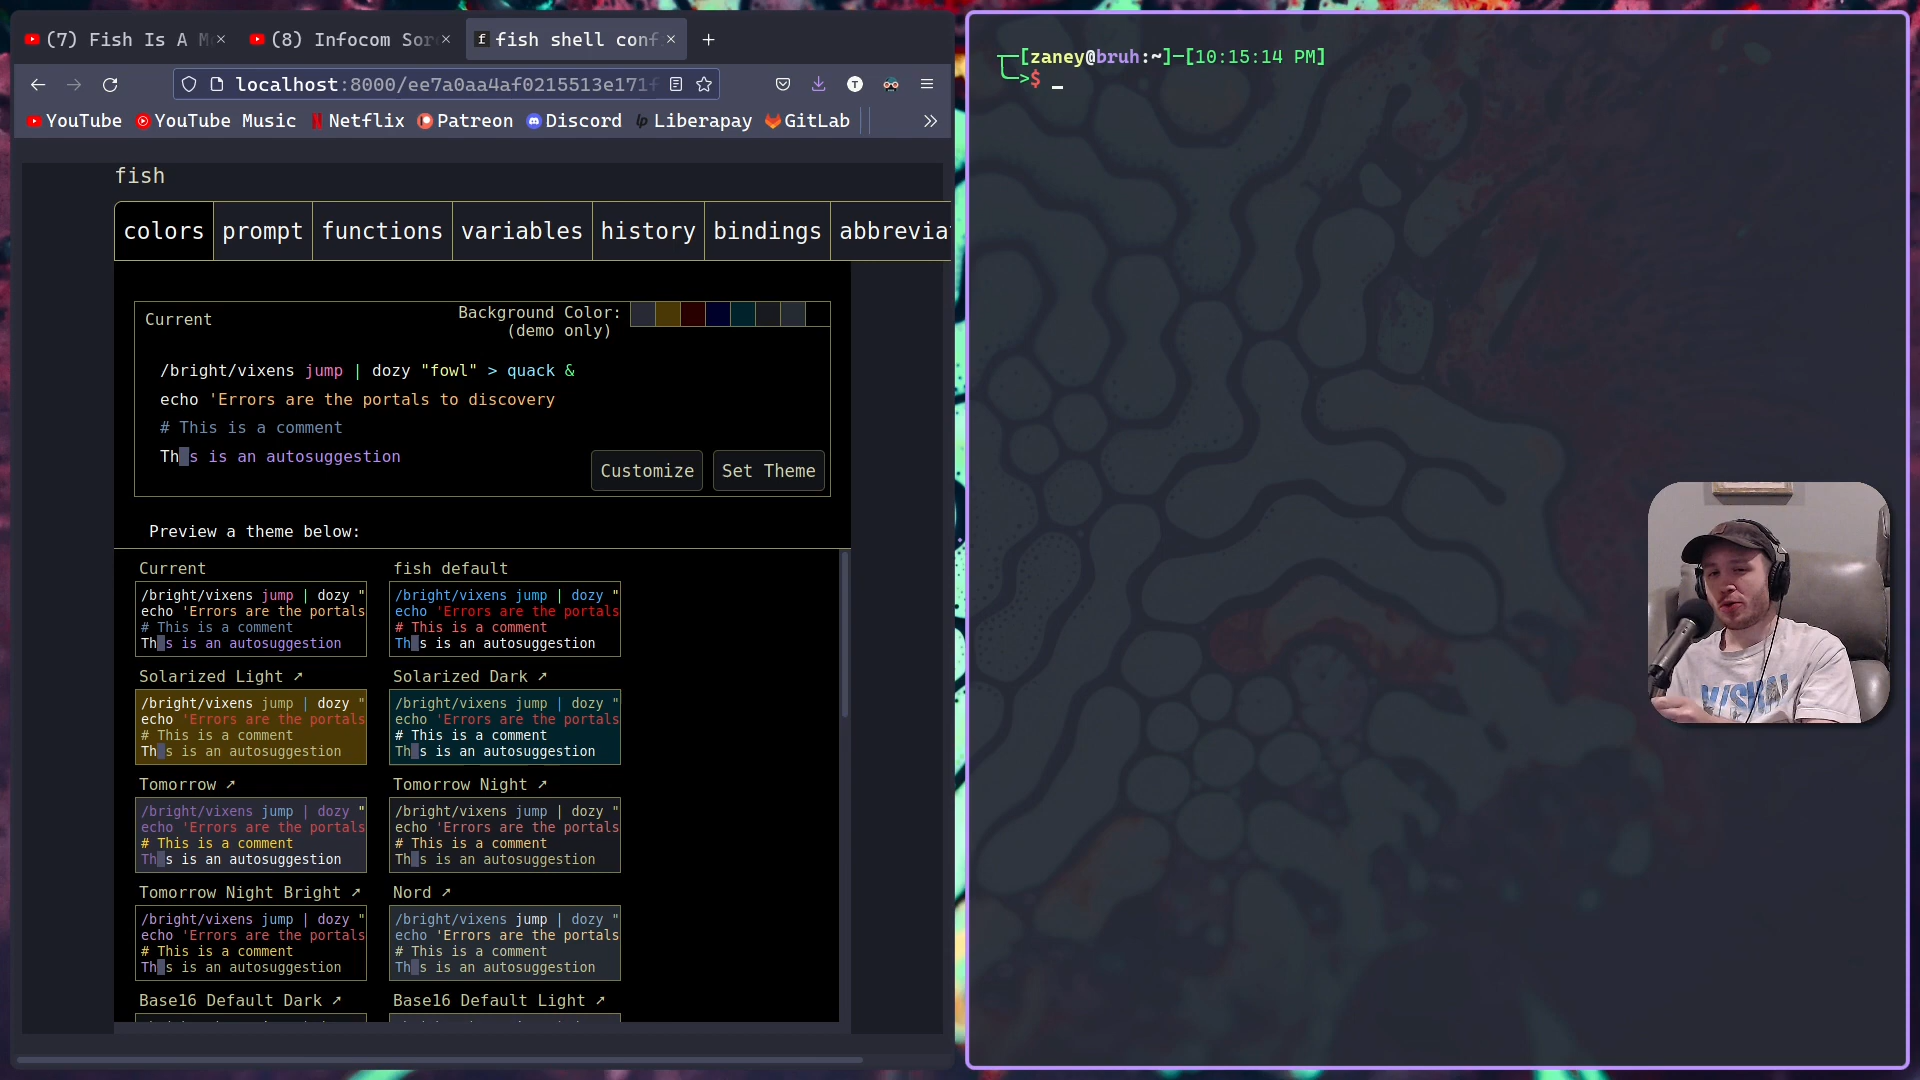 (7) Fish Is A M
(8) Infocom Sor
fish shell conf
localhost:8000/ee7a0aa4af0215513e171f
YouTube
YouTube Music
Netflix
Patreon
Discord
Liberapay
GitLab
fish
colors
prompt
functions
variables
history
bindings
abbrevia
Current
Background Color:
(demo only)
/bright/vixens jump | dozy "fowl" > quack &
echo 'Errors are the portals to discovery
# This is a comment
Th s is an autosuggestion
Customize
Set Theme
Preview a theme below:
Current
/bright/vixens jump | dozy "
echo 'Errors are the portals
# This is a comment
Th s is an autosuggestion
fish default
/bright/vixens jump | dozy "
echo 'Errors are the portals
# This is a comment
Th s is an autosuggestion
Solarized Light ↗
/bright/vixens jump | dozy "
echo 'Errors are the portals
# This is a comment
Th s is an autosuggestion
Solarized Dark ↗
/bright/vixens jump | dozy "
echo 'Errors are the portals
# This is a comment
Th s is an autosuggestion
Tomorrow ↗
/bright/vixens jump | dozy "
echo 'Errors are the portals
# This is a comment
Th s is an autosuggestion
Tomorrow Night ↗
/bright/vixens jump | dozy "
echo 'Errors are the portals
# This is a comment
Th s is an autosuggestion
Tomorrow Night Bright ↗
/bright/vixens jump | dozy "
echo 'Errors are the portals
# This is a comment
Th s is an autosuggestion
Nord ↗
/bright/vixens jump | dozy "
echo 'Errors are the portals
# This is a comment
Th s is an autosuggestion
Base16 Default Dark ↗
Base16 Default Light ↗
[zaney@bruh:~]─[10:15:14 PM]
╰─>$ _